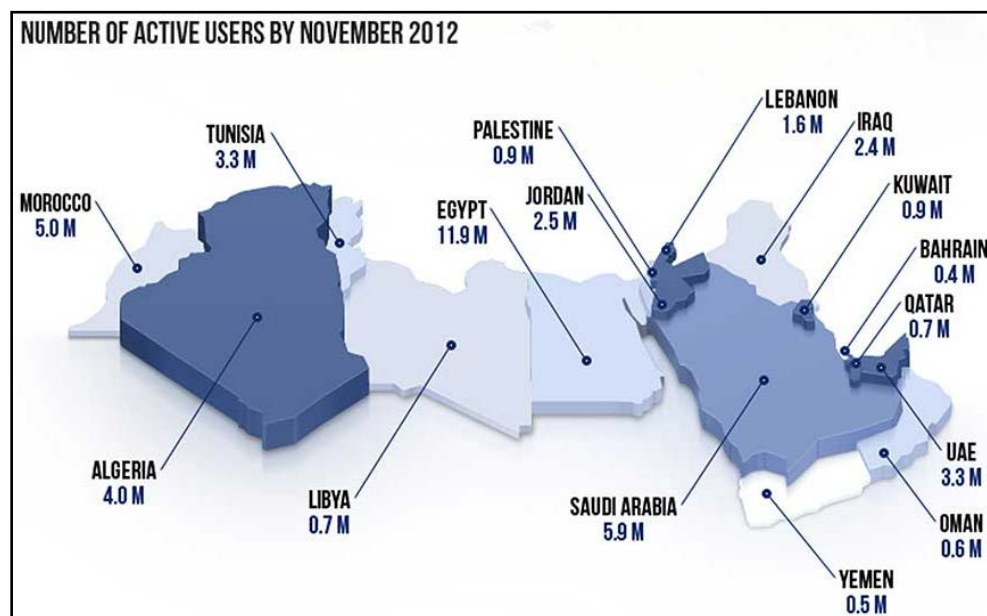 NUMBER OF ACTIVE USERS BY NOVEMBER 2012
LEBANON
1.6 M
PALESTINE
0.9 M
IRAQ
2.4 M
TUNISIA
3.3 M
JORDAN
2.5 M
KUWAIT
0.9 M
MOROCCO
5.0 M
EGYPT
11.9 M
BAHRAIN
0.4 M
QATAR
0.7 M
ALGERIA
4.0 M
LIBYA
0.7 M
SAUDI ARABIA
5.9 M
UAE
3.3 M
OMAN
0.6 M
YEMEN
0.5 M